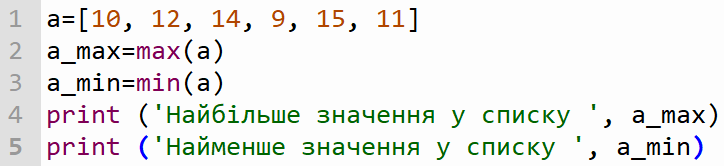 1 a=[10, 12, 14, 9, 15, 11]
2 a_max=max(a)
3 a_min=min(a)
4 print ('Найбільше значення у списку ', a_max)
5 print ('Найменше значення у списку ', a_min)